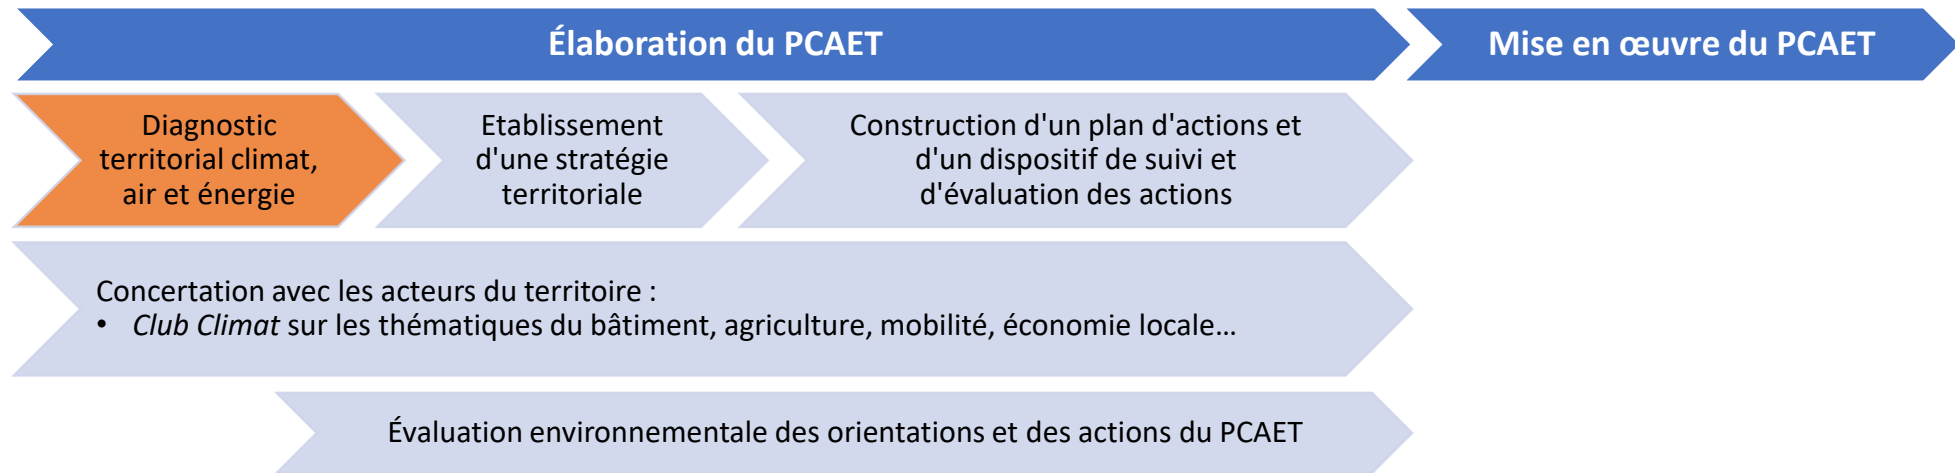 Élaboration du PCAET
Mise en œuvre du PCAET
Diagnostic
territorial climat,
air et énergie
Etablissement
d'une stratégie
territoriale
Construction d'un plan d'actions et
d'un dispositif de suivi et
d'évaluation des actions
Concertation avec les acteurs du territoire :
• Club Climat sur les thématiques du bâtiment, agriculture, mobilité, économie locale…
Évaluation environnementale des orientations et des actions du PCAET